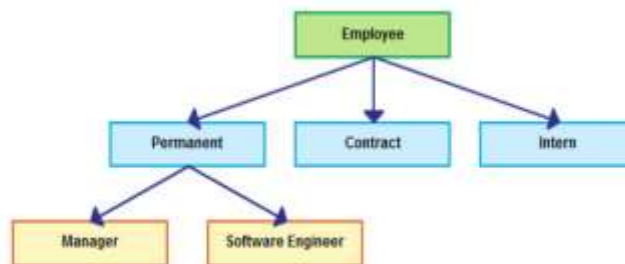 Employee
Permanent
Contract
Intern
Manager
Software Engineer